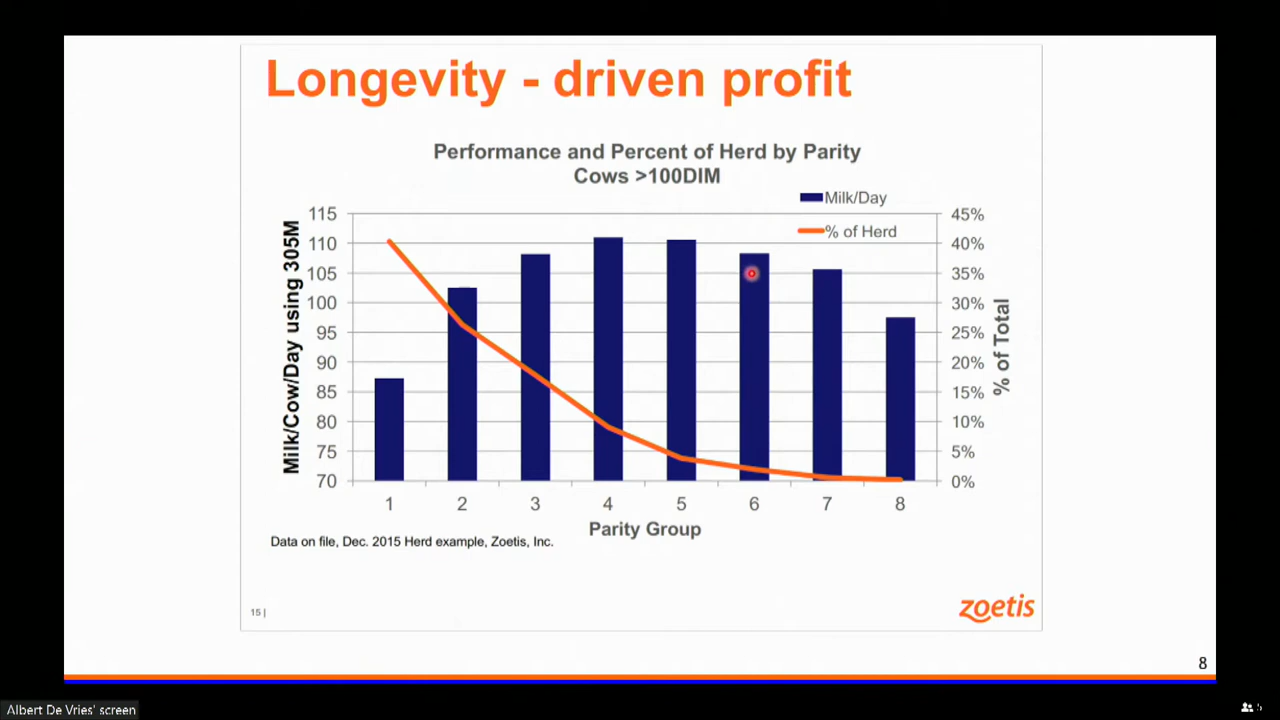 Longevity - driven profit
Performance and Percent of Herd by Parity
Cows >100DIM
Milk/Day
% of Herd
Milk/Cow/Day using 305M
115
110
105
100
95
90
85
80
75
70
45%
40%
35%
30%
25%
20%
15%
10%
5%
0%
% of Total
1 2 3 4 5 6 7 8
Parity Group
Data on file, Dec. 2015 Herd example, Zoetis, Inc.
15 |
zoetis
8
Albert De Vries' screen